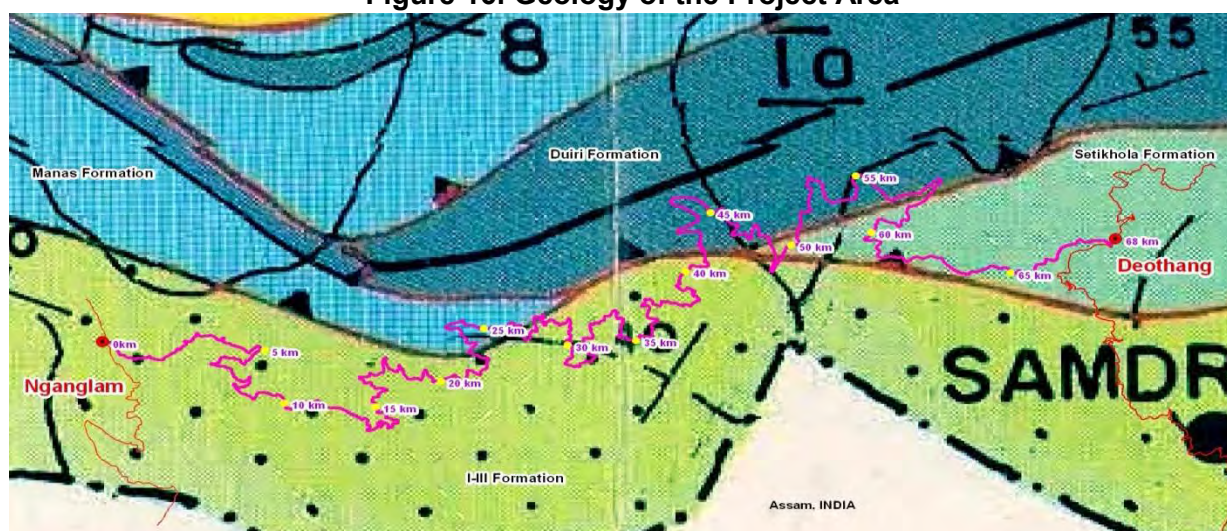 Figure 10: Geology of the Project Area
8
10
55
Duiri Formation
Setikhola Formation
Manas Formation
55 km
45 km
60 km
68 km
50 km
Deothang
40 km
65 km
25 km
0km
30 km
35 km
5 km
Nganglam
20 km
SAMDR
10 km
15 km
I-III Formation
Assam, INDIA